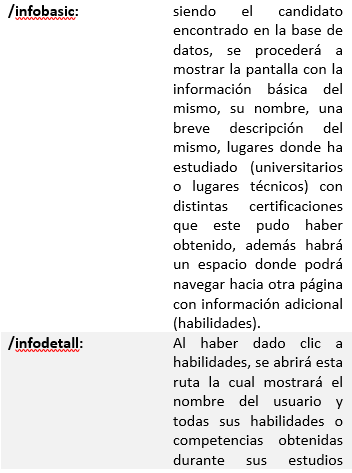 /infobasic: siendo el candidato
encontrado en la base de
datos, se procederá a
mostrar la pantalla con la
información básica del
mismo, su nombre, una
breve descripción del
mismo, lugares donde ha
estudiado (universitarios
o lugares técnicos) con
distintas certificaciones
que este pudo haber
obtenido, además habrá
un espacio donde podrá
navegar hacia otra página
con información adicional
(habilidades).
/infodetall: Al haber dado clic a
habilidades, se abrirá esta
ruta la cual mostrará el
nombre del usuario y
todas sus habilidades o
competencias obtenidas
durante sus estudios